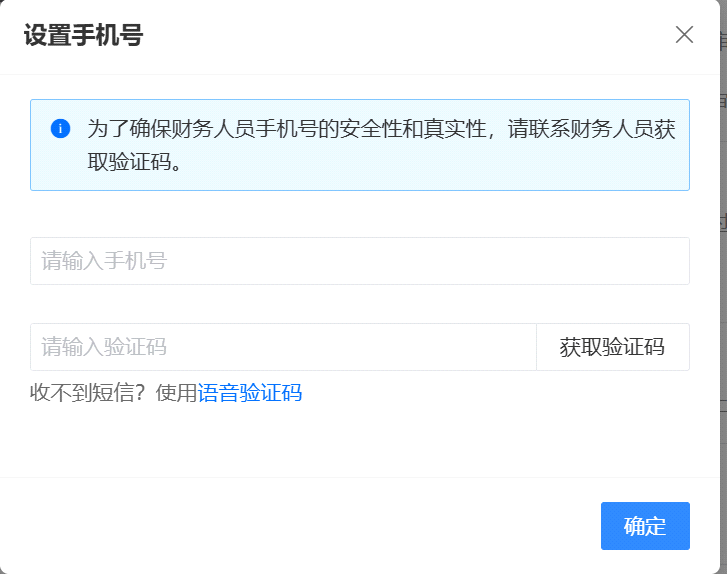 设置手机号
为了确保财务人员手机号的安全性和真实性，请联系财务人员获
取验证码。
请输入手机号
请输入验证码 获取验证码
收不到短信？使用语音验证码
确定